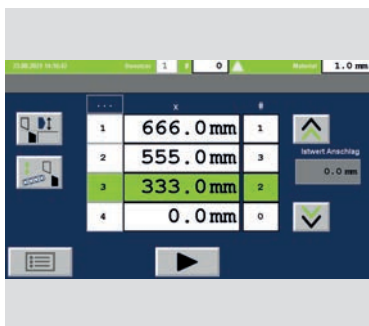 1 # 0 Material 1.0 mm
... x #
1 666.0mm 1
2 555.0mm 3
3 333.0mm 2
4 0.0mm 0
Istwert Anschlag
0.0 mm